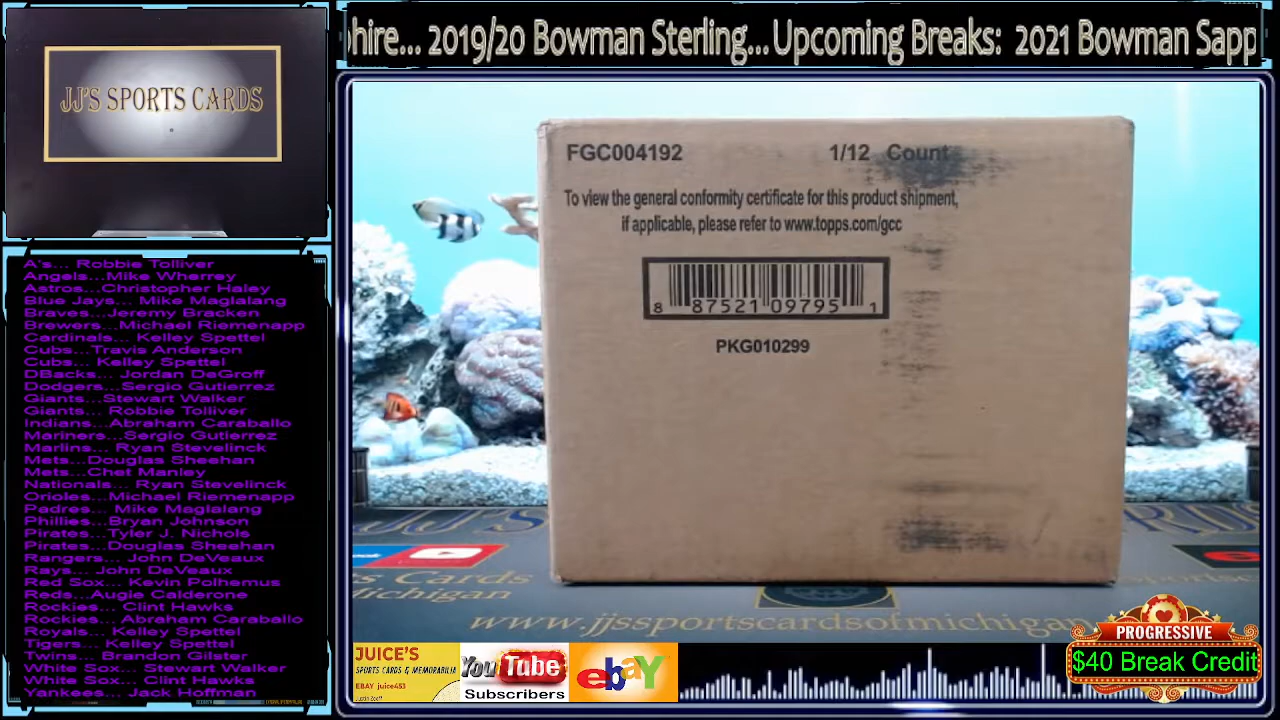 JJ'S SPORTS CARDS
hire... 2019/20 Bowman Sterling...Upcoming Breaks: 2021 Bowman Sapp
FGC004192 1/12 Count
To view the general conformity certificate for this product shipment,
if applicable, please refer to www.topps.com/gcc
8 87521 09795 1
PKG010299
A's... Robbie Tolliver
Angels...Mike Wherrey
Astros...Christopher Haley
Blue Jays... Mike Maglalang
Braves...Jeremy Bracken
Brewers...Michael Riemenapp
Cardinals... Kelley Spettel
Cubs...Travis Anderson
Cubs... Kelley Spettel
DBacks... Jordan DeGroff
Dodgers...Sergio Gutierrez
Giants...Stewart Walker
Giants... Robbie Tolliver
Indians...Abraham Caraballo
Mariners...Sergio Gutierrez
Marlins... Ryan Stevelinck
Mets...Douglas Sheehan
Mets...Chet Manley
Nationals... Ryan Stevelinck
Orioles...Michael Riemenapp
Padres... Mike Maglalang
Phillies...Bryan Johnson
Pirates...Tyler J. Nichols
Pirates...Douglas Sheehan
Rangers... John DeVeaux
Rays... John DeVeaux
Red Sox... Kevin Polhemus
Reds...Augie Calderone
Rockies... Clint Hawks
Rockies... Abraham Caraballo
Royals... Kelley Spettel
Tigers... Kelley Spettel
Twins... Brandon Gilster
White Sox... Stewart Walker
White Sox... Clint Hawks
Yankees... Jack Hoffman
s Cards
ichigan
www.jjssportscardsofmichigan
JUICE'S
SPORTS CARDS & MEMORABILIA
EBAY juice453
YouTube
Subscribers
ebay
PROGRESSIVE
$40 Break Credit